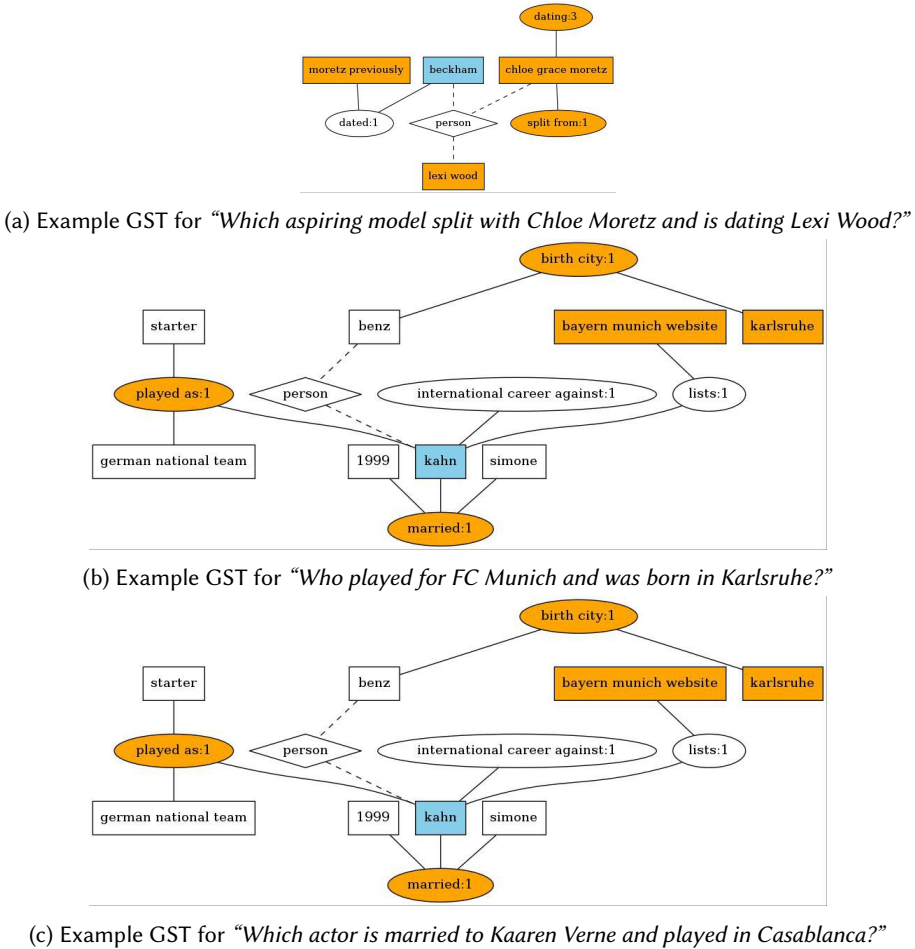 dating:3
moretz previously beckham chloe grace moretz
dated:1 person split from:1
lexi wood
(a) Example GST for “Which aspiring model split with Chloe Moretz and is dating Lexi Wood?”
birth city:1
starter benz bayern munich website karlsruhe
played as:1 person international career against:1 lists:1
german national team 1999 kahn simone
married:1
(b) Example GST for “Who played for FC Munich and was born in Karlsruhe?”
birth city:1
starter benz bayern munich website karlsruhe
played as:1 person international career against:1 lists:1
german national team 1999 kahn simone
married:1
(c) Example GST for “Which actor is married to Kaaren Verne and played in Casablanca?”